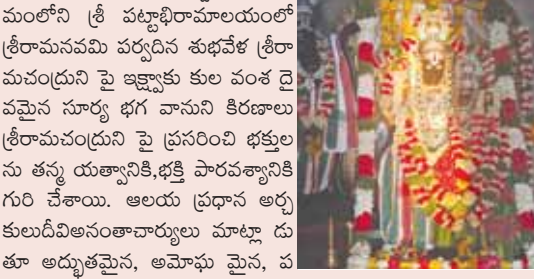 మంలోని శ్రీ పట్టాభిరామాలయంలో
శ్రీరామనవమి పర్వదిన శుభవేళ శ్రీరా
మచంద్రుని పై ఇక్ష్వాకు కుల వంశ దై
వమైన సూర్య భగ వానుని కిరణాలు
శ్రీరామచంద్రుని పై ప్రసరించి భక్తుల
ను తన్మ యత్వానికి,భక్తి పారవశ్యానికి
గురి చేశాయి. ఆలయ ప్రధాన అర్చ
కులుదీవిఅనంతాచార్యులు మాట్లా డు
తూ అద్భుతమైన, అమోఘ మైన, ప